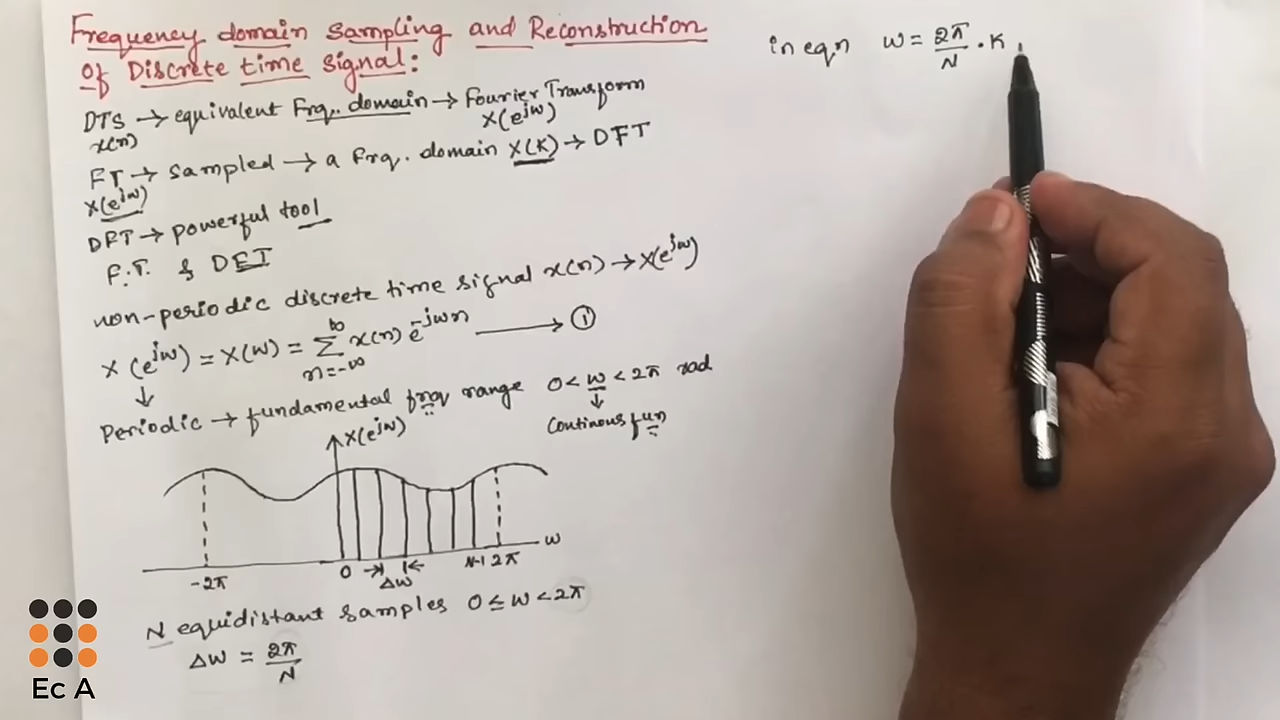 Frequency domain sampling and Reconstruction
of Discrete time signal:
DTS → equivalent Frq. domain → Fourier Transform
x(n) X(e^jw)
FT → sampled → a frq. domain X(K) → DFT
X(e^jw)
DFT → powerful tool
F.T. & DFT
non-periodic discrete time signal x(n) → X(e^jw)
X(e^jw) = X(w) = ∞∑n=-∞ x(n) e^-jwn → ①
↓
Periodic → fundamental frq range 0 < w < 2π rad
↓
Continous fun
X(e^jw)
w
-2π 0 → ← N-1 2π
Δw
N equidistant samples 0 ≤ w < 2π
Δw = 2π/N
in eqn w = 2π/N · K
Ec A